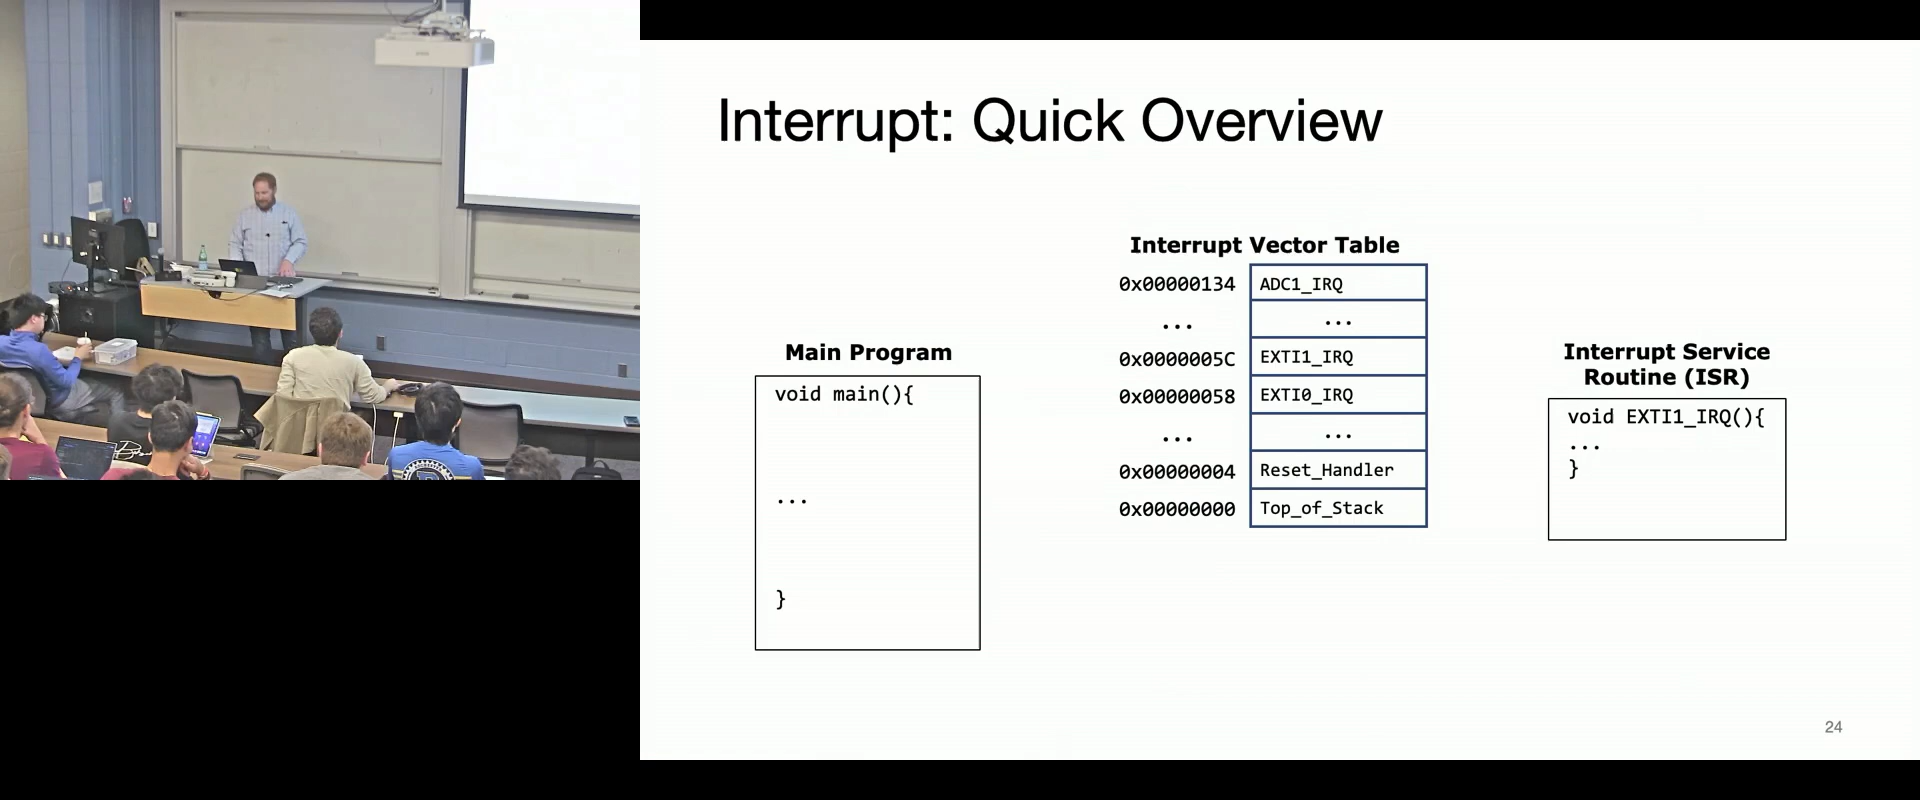 Interrupt: Quick Overview
Interrupt Vector Table
0x00000134 ADC1_IRQ
... ...
0x0000005C EXTI1_IRQ
0x00000058 EXTI0_IRQ
... ...
0x00000004 Reset_Handler
0x00000000 Top_of_Stack
Main Program
void main(){
...
}
Interrupt Service
Routine (ISR)
void EXTI1_IRQ(){
...
}
24